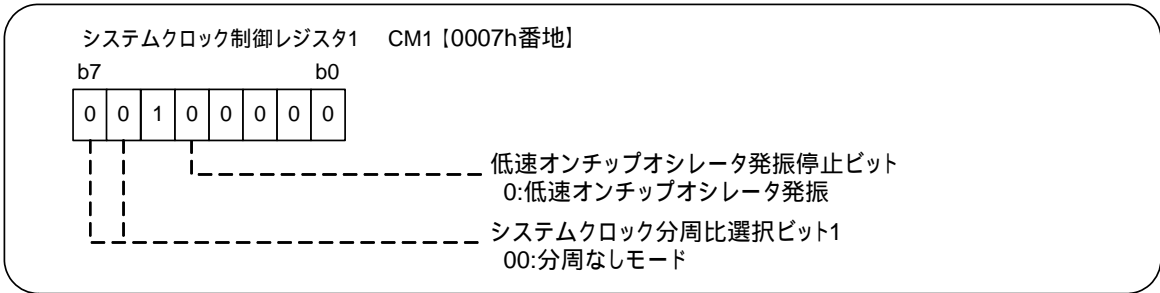 システムクロック制御レジスタ1 CM1【0007h番地】
b7 b0
0 0 1 0 0 0 0 0
低速オンチップオシレータ発振停止ビット
0:低速オンチップオシレータ発振
システムクロック分周比選択ビット1
00:分周なしモード